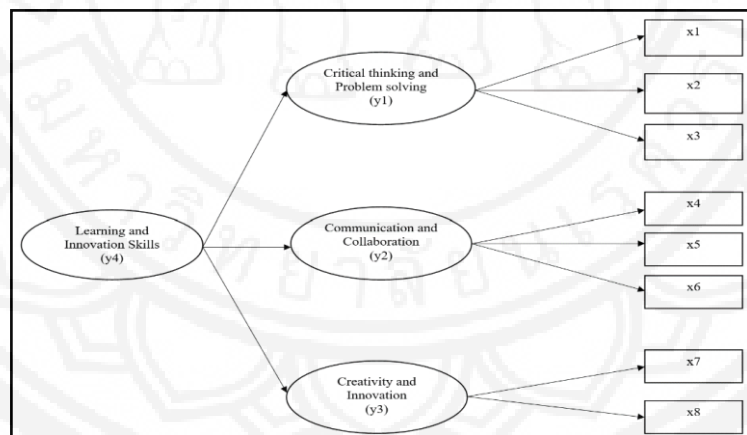 Critical thinking and
Problem solving
(y1)
x1
x2
x3
Learning and
Innovation Skills
(y4)
Communication and
Collaboration
(y2)
x4
x5
x6
Creativity and
Innovation
(y3)
x7
x8